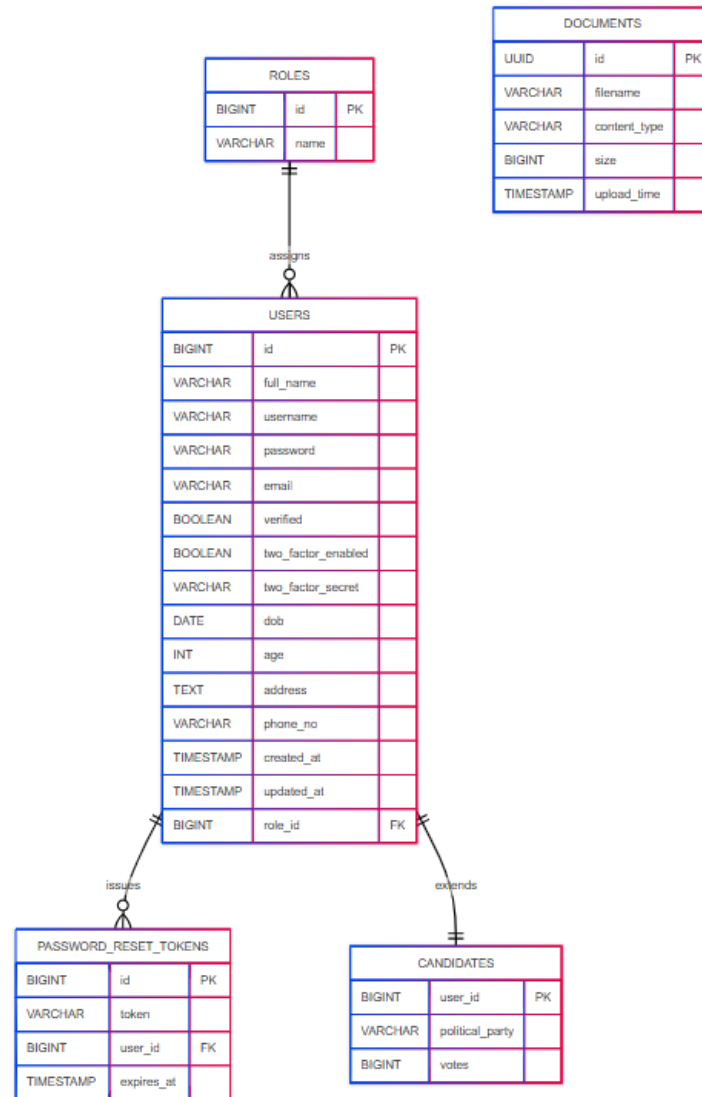 DOCUMENTS
UUID id PK
VARCHAR filename
VARCHAR content_type
BIGINT size
TIMESTAMP upload_time
ROLES
BIGINT id PK
VARCHAR name
assigns
USERS
BIGINT id PK
VARCHAR full_name
VARCHAR username
VARCHAR password
VARCHAR email
BOOLEAN verified
BOOLEAN two_factor_enabled
VARCHAR two_factor_secret
DATE dob
INT age
TEXT address
VARCHAR phone_no
TIMESTAMP created_at
TIMESTAMP updated_at
BIGINT role_id FK
issues
extends
PASSWORD_RESET_TOKENS
BIGINT id PK
VARCHAR token
BIGINT user_id FK
TIMESTAMP expires_at
CANDIDATES
BIGINT user_id PK
VARCHAR political_party
BIGINT votes